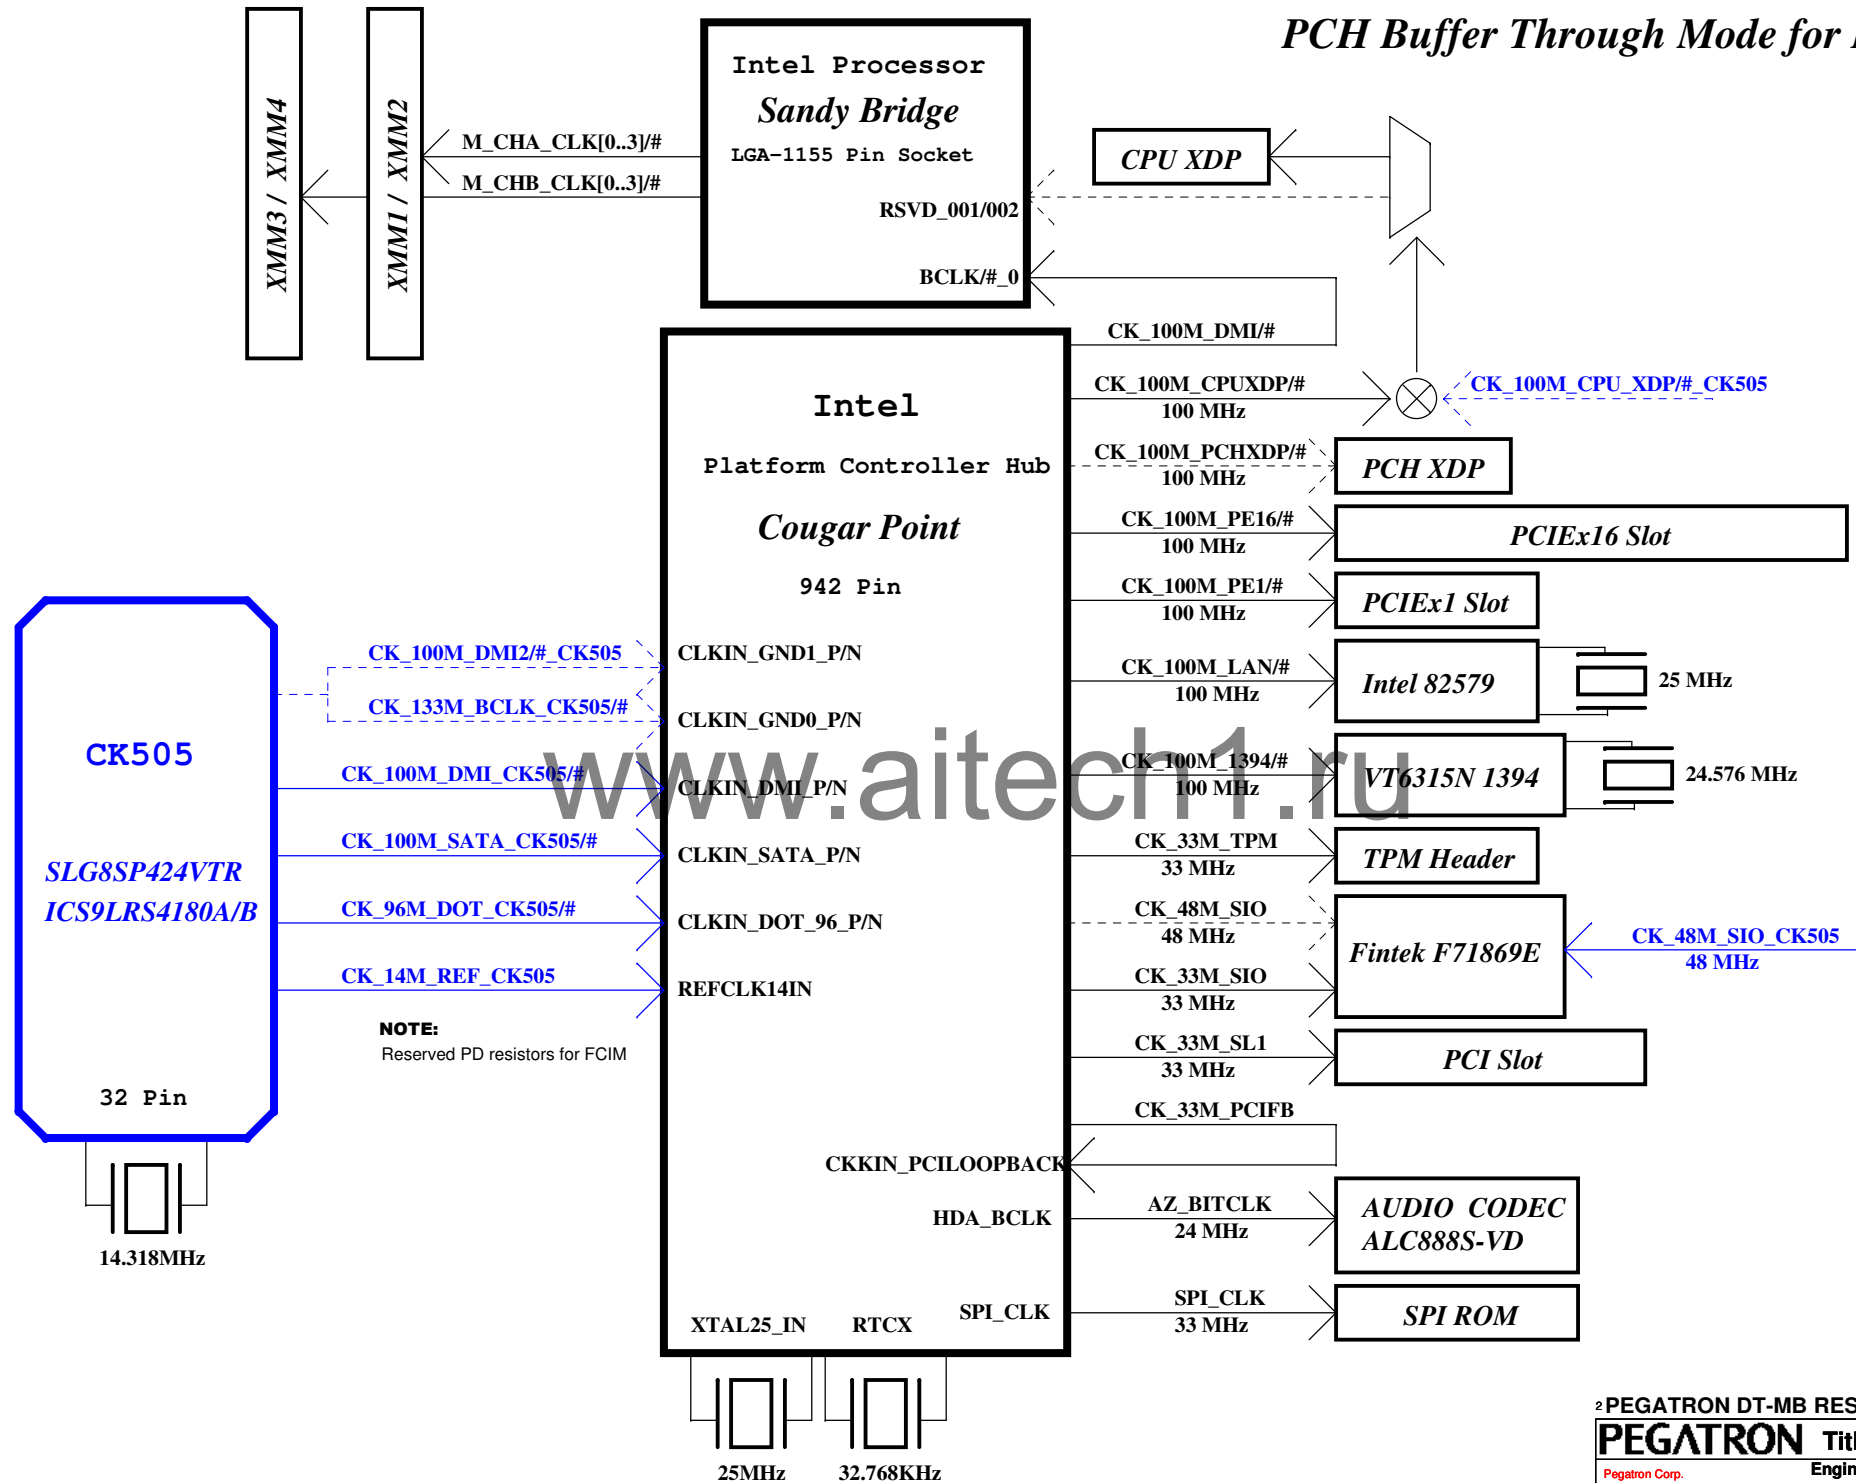 PCH Buffer Through Mode for
Intel Processor
Sandy Bridge
LGA-1155 Pin Socket
RSVD_001/002
BCLK/#_0
XMM3 / XMM4
XMM1 / XMM2
M_CHA_CLK[0..3]/#
M_CHB_CLK[0..3]/#
CPU XDP
CK_100M_DMI/#
CK_100M_CPUXDP/#
100 MHz
CK_100M_CPU_XDP/#_CK505
Intel
Platform Controller Hub
Cougar Point
942 Pin
CK_100M_PCHXDP/#
100 MHz
PCH XDP
CK_100M_PE16/#
100 MHz
PCIEx16 Slot
CK_100M_PE1/#
100 MHz
PCIEx1 Slot
CK_100M_LAN/#
100 MHz
Intel 82579
25 MHz
CK_100M_1394/#
100 MHz
VT6315N 1394
24.576 MHz
CK_33M_TPM
33 MHz
TPM Header
CK_48M_SIO
48 MHz
Fintek F71869E
CK_48M_SIO_CK505
48 MHz
CK_33M_SIO
33 MHz
CK_33M_SL1
33 MHz
PCI Slot
CK_33M_PCIFB
CKKIN_PCILOOPBACK
HDA_BCLK
AZ_BITCLK
24 MHz
AUDIO CODEC
ALC888S-VD
SPI_CLK
SPI_CLK
33 MHz
SPI ROM
CK505
SLG8SP424VTR
ICS9LRS4180A/B
32 Pin
14.318MHz
CK_100M_DMI2/#_CK505
CLKIN_GND1_P/N
CK_133M_BCLK_CK505/#
CLKIN_GND0_P/N
CK_100M_DMI_CK505/#
CLKIN_DMI_P/N
CK_100M_SATA_CK505/#
CLKIN_SATA_P/N
CK_96M_DOT_CK505/#
CLKIN_DOT_96_P/N
CK_14M_REF_CK505
REFCLK14IN
NOTE:
Reserved PD resistors for FCIM
www.aitech1.ru
XTAL25_IN
RTCX
25MHz
32.768KHz
2 PEGATRON DT-MB RES
PEGATRON
Titl
Pegatron Corp.
Engin